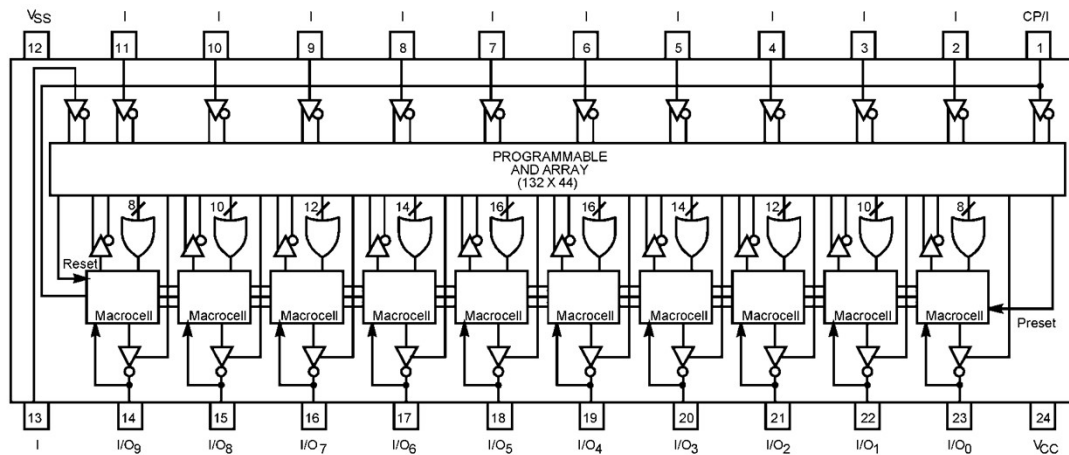 VSS I I I I I I I I I I CP/I
12 11 10 9 8 7 6 5 4 3 2 1
PROGRAMMABLE
AND ARRAY
(132 X 44)
8 10 12 14 16 16 14 12 10 8
Reset
Macrocell Macrocell Macrocell Macrocell Macrocell Macrocell Macrocell Macrocell Macrocell Macrocell
Preset
13 14 15 16 17 18 19 20 21 22 23 24
I I/O9 I/O8 I/O7 I/O6 I/O5 I/O4 I/O3 I/O2 I/O1 I/O0 VCC